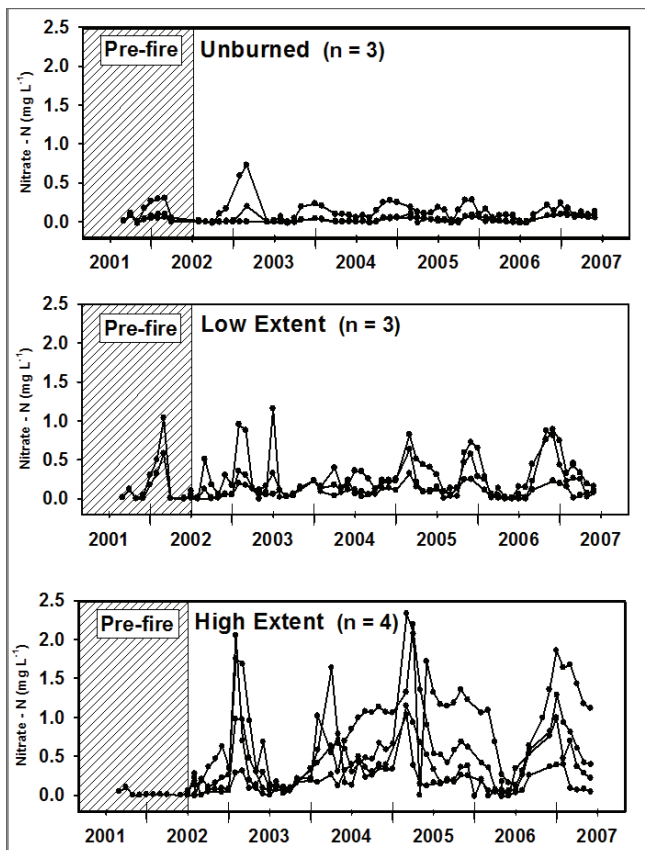 Pre-fire Unburned (n = 3)
Nitrate - N (mg L-1)
2.5
2.0
1.5
1.0
0.5
0.0
2001 2002 2003 2004 2005 2006 2007
Pre-fire Low Extent (n = 3)
Nitrate - N (mg L-1)
2.5
2.0
1.5
1.0
0.5
0.0
2001 2002 2003 2004 2005 2006 2007
Pre-fire High Extent (n = 4)
Nitrate - N (mg L-1)
2.5
2.0
1.5
1.0
0.5
0.0
2001 2002 2003 2004 2005 2006 2007